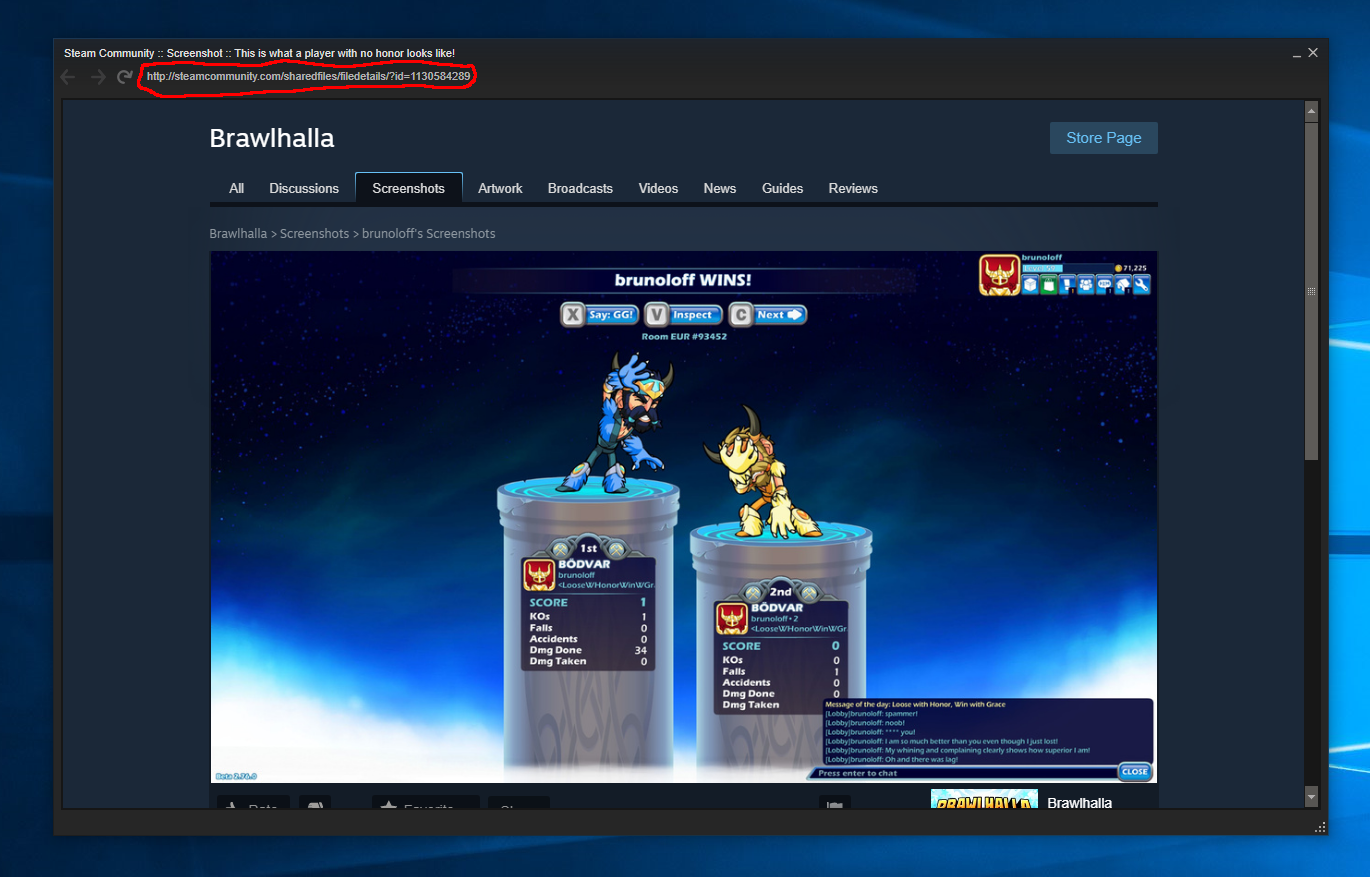 Steam Community :: Screenshot :: This is what a player with no honor looks like!
http://steamcommunity.com/sharedfiles/filedetails/?id=1130584289
Brawlhalla
Store Page
All Discussions Screenshots Artwork Broadcasts Videos News Guides Reviews
Brawlhalla > Screenshots > brunoloff's Screenshots
brunoloff
71,225
brunoloff WINS!
X Say: GG! V Inspect C Next
Room EUR #93452
1st
BÖDVAR
brunoloff
<LooseWHonorWinWGr
SCORE 1
KOs 1
Falls 0
Accidents 0
Dmg Done 34
Dmg Taken 0
2nd
BÖDVAR
brunoloff•2
<LooseWHonorWinWGr
SCORE 0
KOs 0
Falls 1
Accidents 0
Dmg Done 0
Dmg Taken
Message of the day: Loose with Honor, Win with Grace
[Lobby]brunoloff: spammer!
[Lobby]brunoloff: noob!
[Lobby]brunoloff: **** you!
[Lobby]brunoloff: I am so much better than you even though I just lost!
[Lobby]brunoloff: My whining and complaining clearly shows how superior I am!
[Lobby]brunoloff: Oh and there was lag!
Press enter to chat
CLOSE
Beta 2.76.0
Rate Favorite
BRAWLHALLA
Brawlhalla